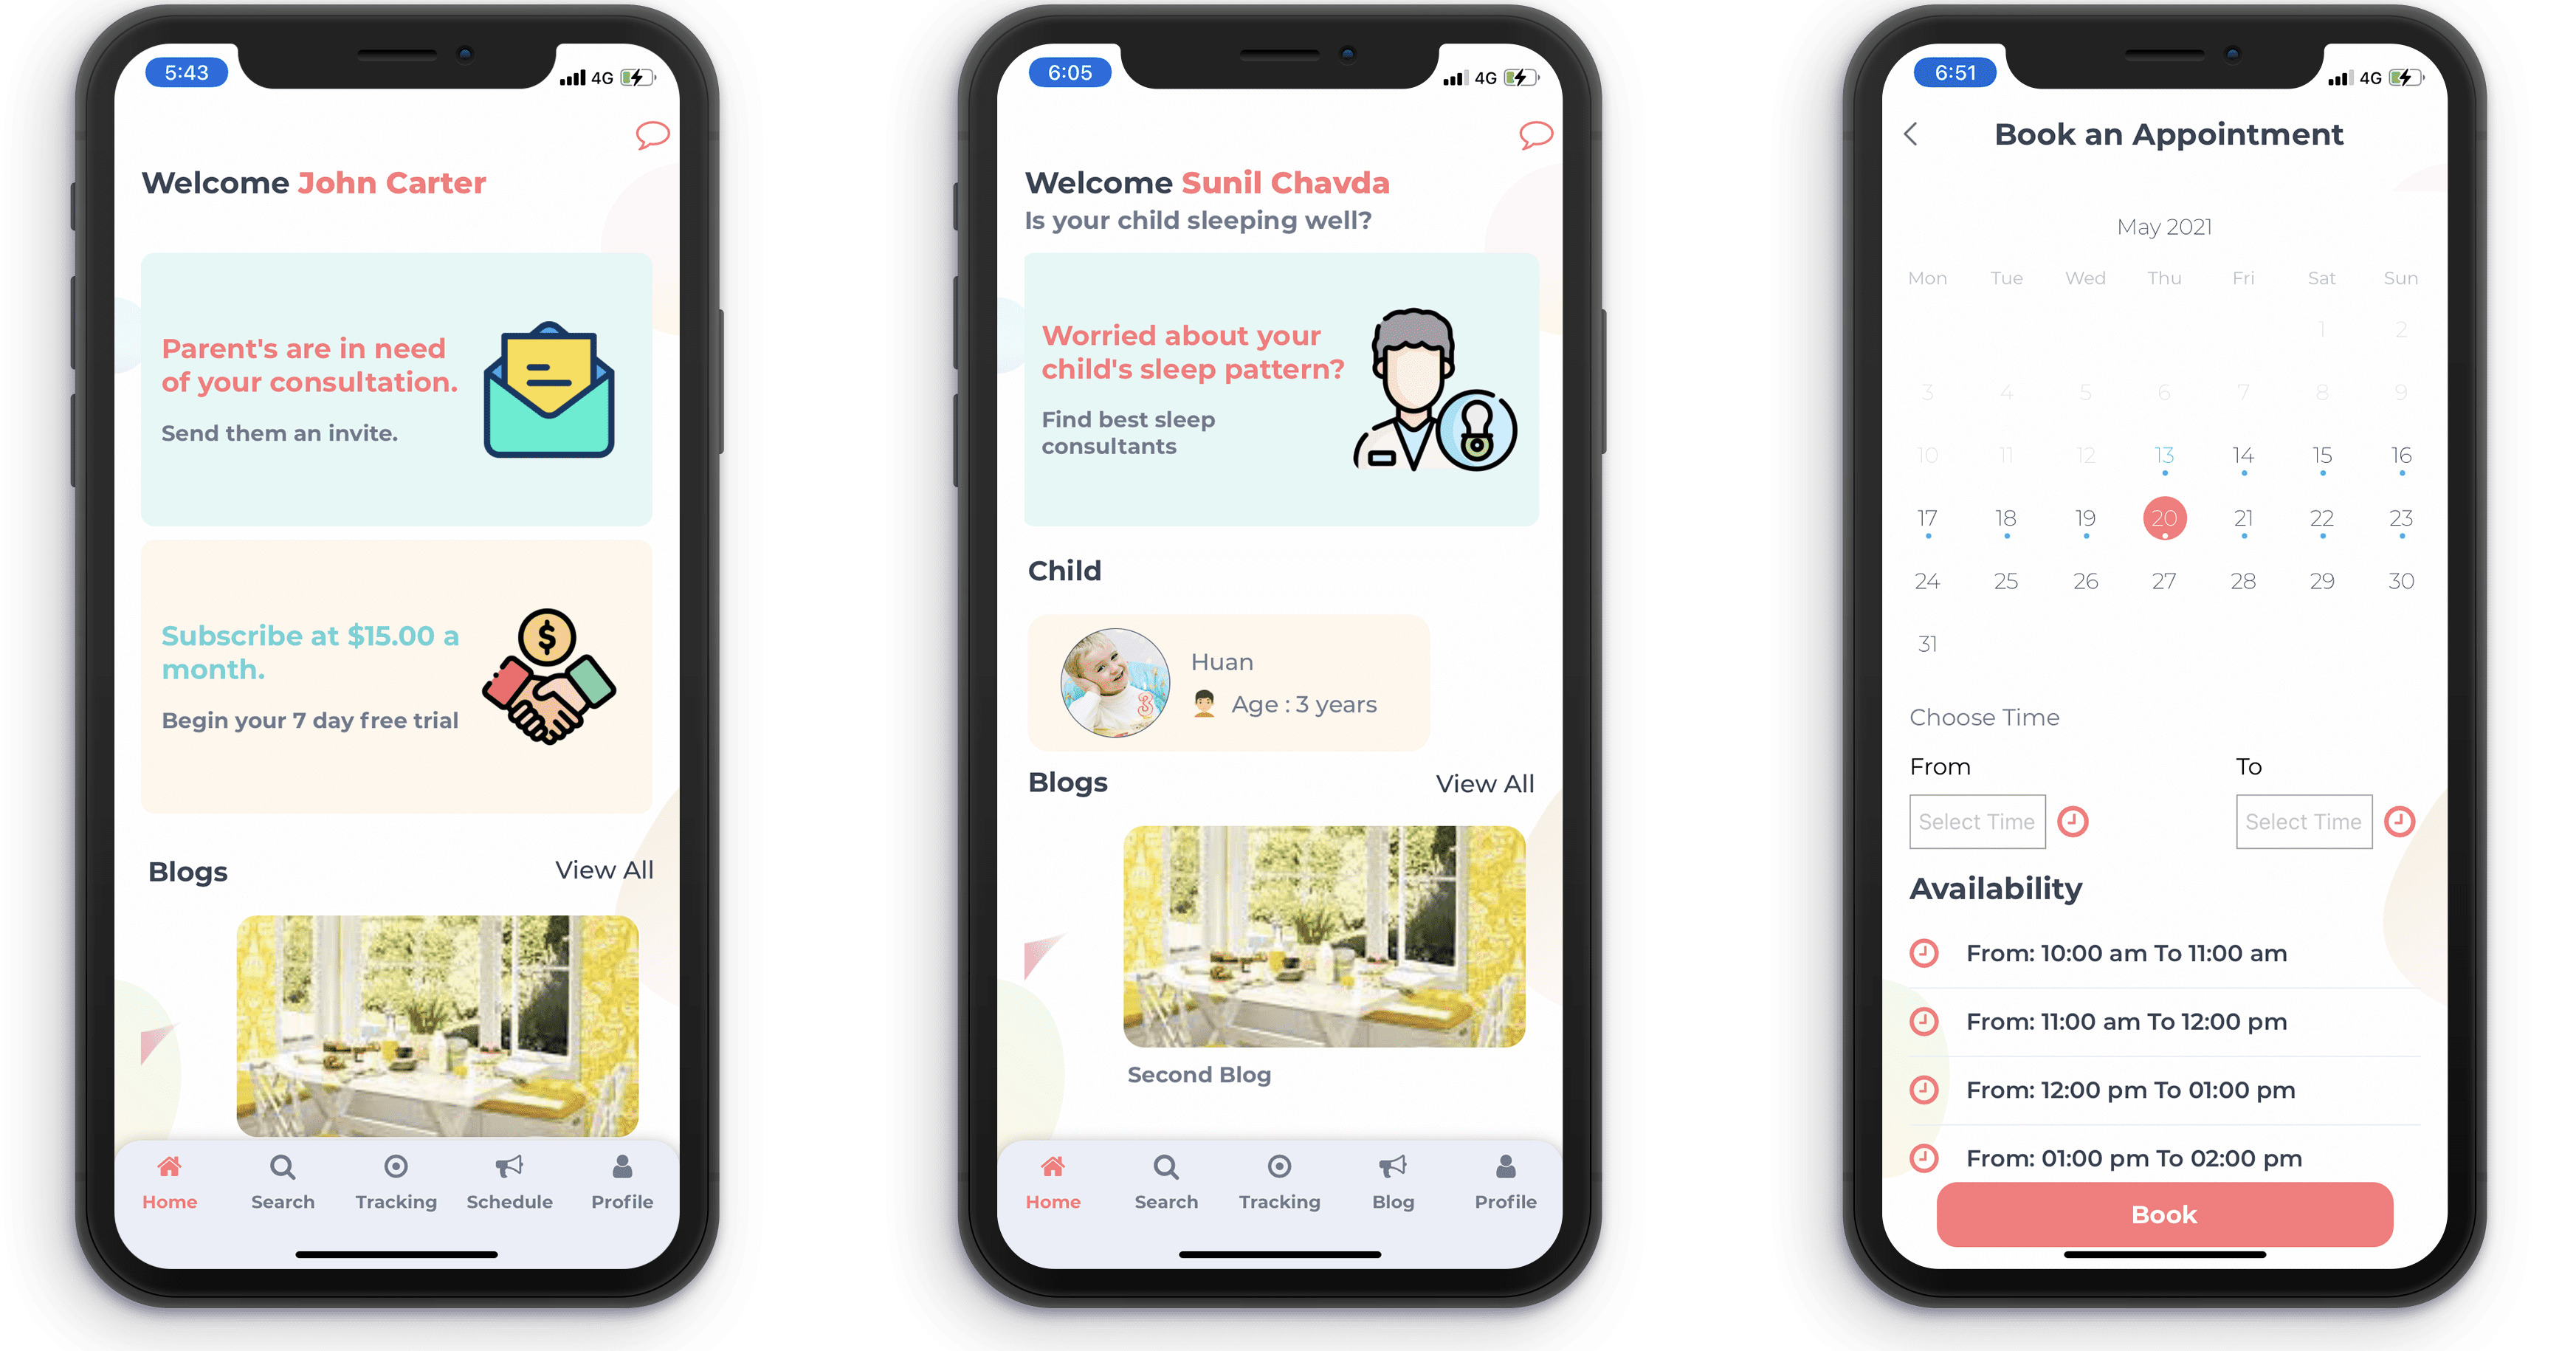 5:43
4G
Welcome John Carter
Parent's are in need
of your consultation.
Send them an invite.
Subscribe at $15.00 a
month.
Begin your 7 day free trial
Blogs
View All
Home
Search
Tracking
Schedule
Profile
6:05
4G
Welcome Sunil Chavda
Is your child sleeping well?
Worried about your
child's sleep pattern?
Find best sleep
consultants
Child
Huan
Age : 3 years
3
Blogs
View All
Second Blog
Home
Search
Tracking
Blog
Profile
6:51
4G
Book an Appointment
May 2021
Mon Tue Wed Thu Fri Sat Sun
1 2
3 4 5 6 7 8 9
10 11 12 13 14 15 16
17 18 19 20 21 22 23
24 25 26 27 28 29 30
31
Choose Time
From To
Select Time Select Time
Availability
From: 10:00 am To 11:00 am
From: 11:00 am To 12:00 pm
From: 12:00 pm To 01:00 pm
From: 01:00 pm To 02:00 pm
Book